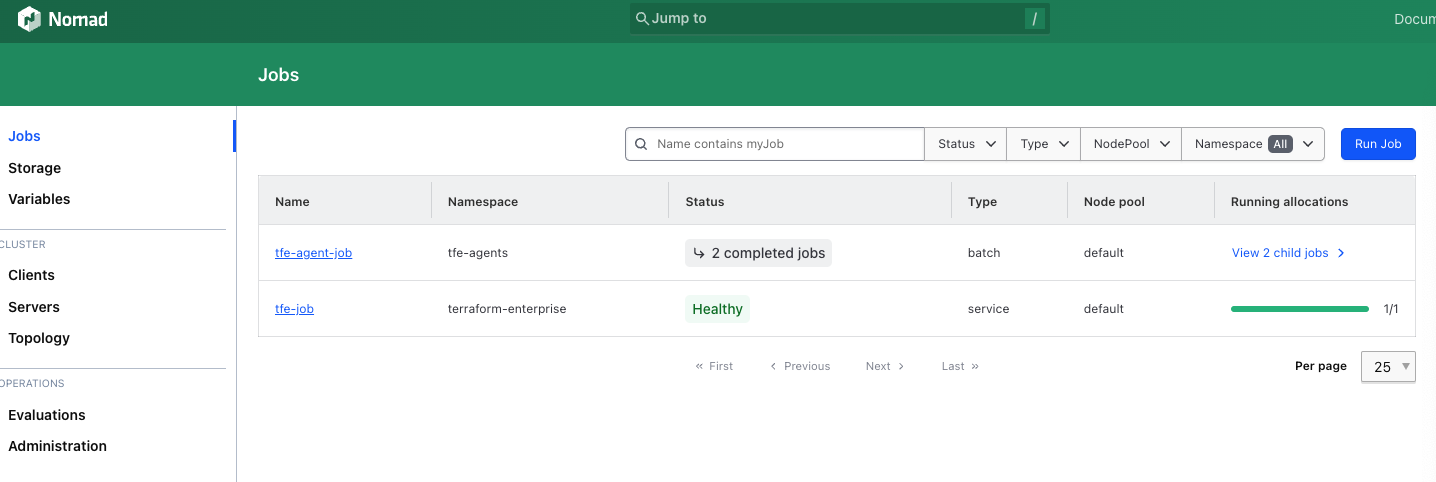 Nomad
Jump to /
Docum
Jobs
Jobs
Storage
Variables
CLUSTER
Clients
Servers
Topology
OPERATIONS
Evaluations
Administration
Name contains myJob
Status
Type
NodePool
Namespace All
Run Job
Name Namespace Status Type Node pool Running allocations
tfe-agent-job tfe-agents ↳ 2 completed jobs batch default View 2 child jobs >
tfe-job terraform-enterprise Healthy service default 1/1
« First ‹ Previous Next › Last »
Per page 25